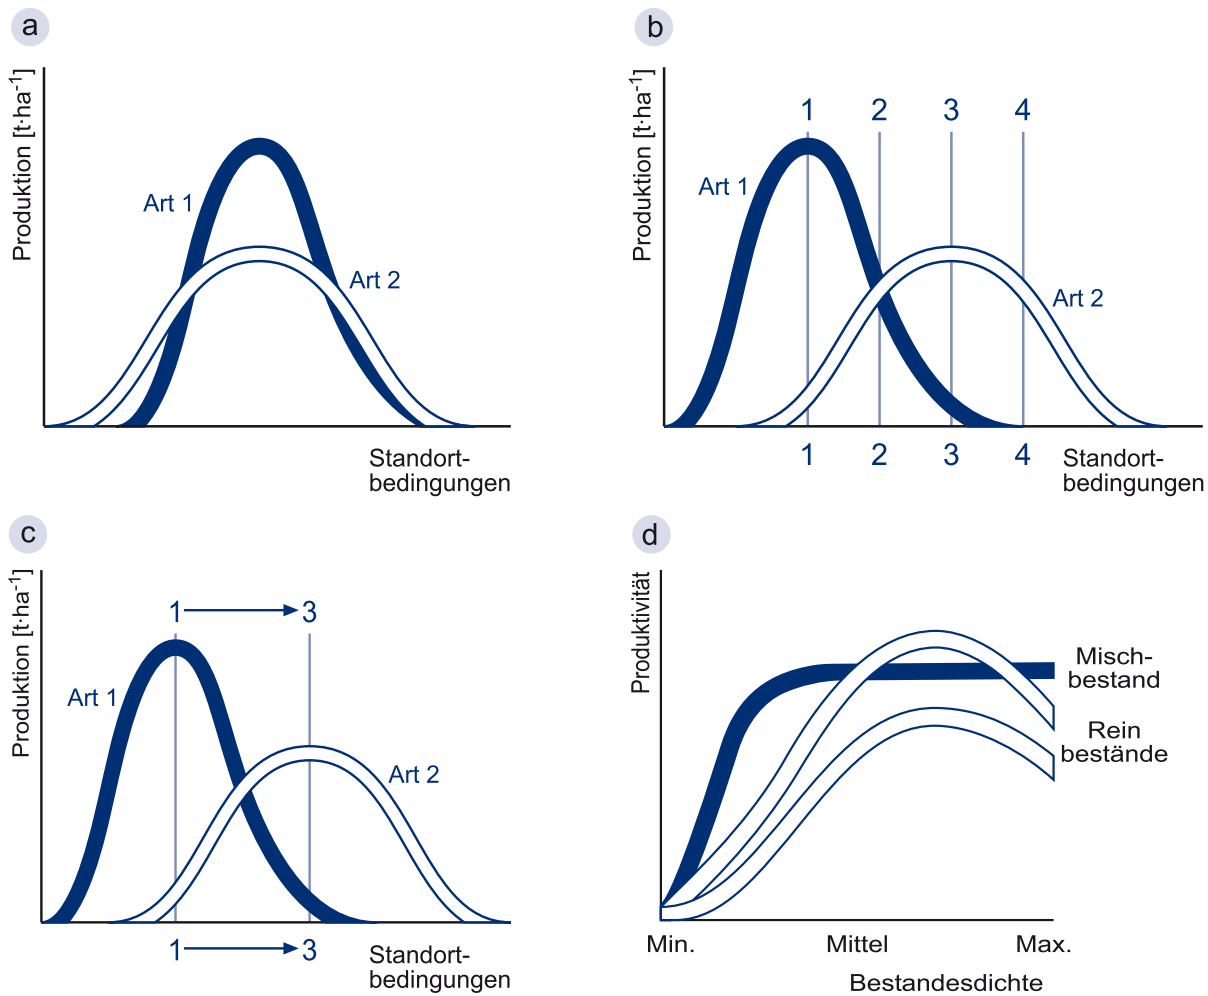 a
Produktion [t·ha⁻¹]
Art 1
Art 2
Standort-
bedingungen
b
Produktion [t·ha⁻¹]
1 2 3 4
Art 1
Art 2
1 2 3 4
Standort-
bedingungen
c
Produktion [t·ha⁻¹]
1 3
Art 1
Art 2
1 3
Standort-
bedingungen
d
Produktivität
Misch-
bestand
Rein
bestände
Min. Mittel Max.
Bestandesdichte